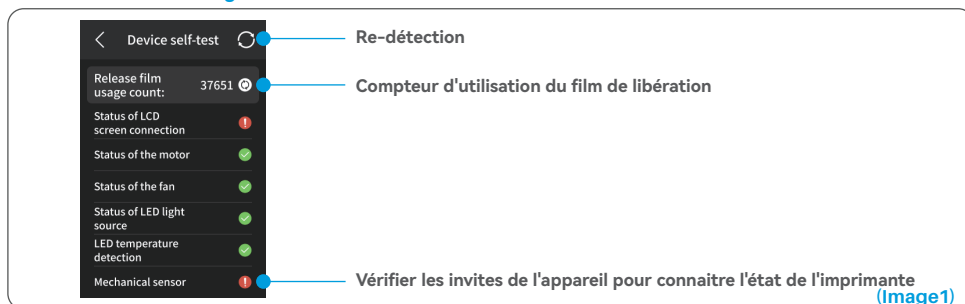 Device self-test
Re-détection
Release film
usage count:
37651
Compteur d'utilisation du film de libération
Status of LCD
screen connection
Status of the motor
Status of the fan
Status of LED light
source
LED temperature
detection
Mechanical sensor
Vérifier les invites de l'appareil pour connaitre l'état de l'imprimante
(Image1)